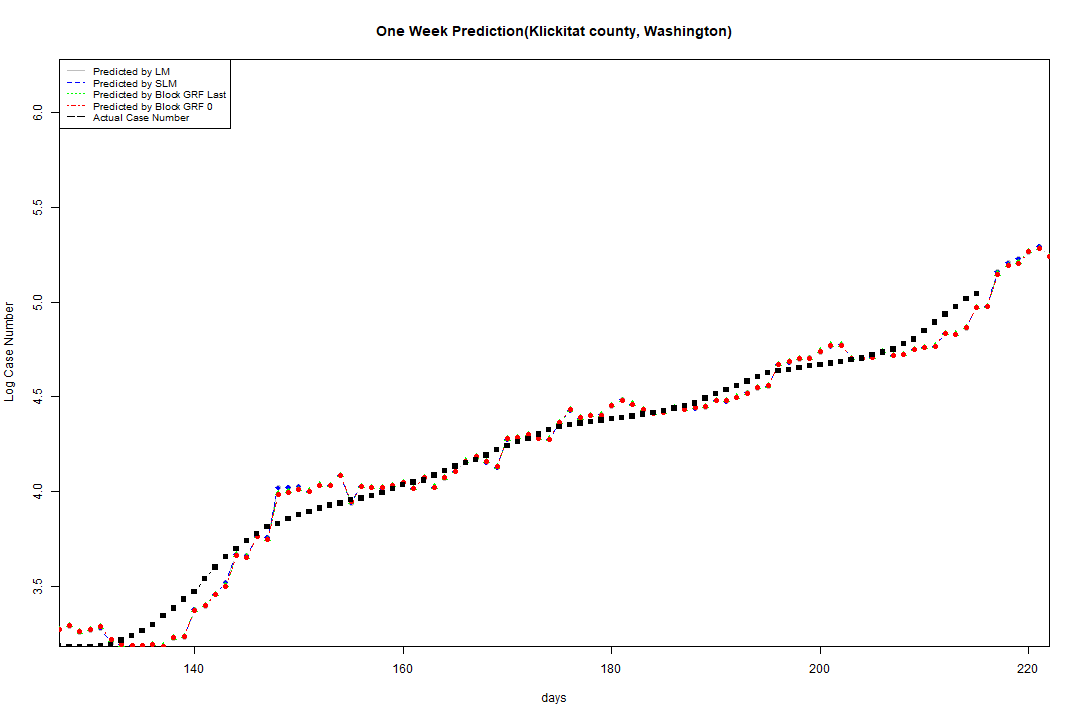 One Week Prediction(Klickitat county, Washington)
Predicted by LM
Predicted by SLM
Predicted by Block GRF Last
Predicted by Block GRF 0
Actual Case Number
6.0
5.5
5.0
4.5
4.0
3.5
Log Case Number
140 160 180 200 220
days